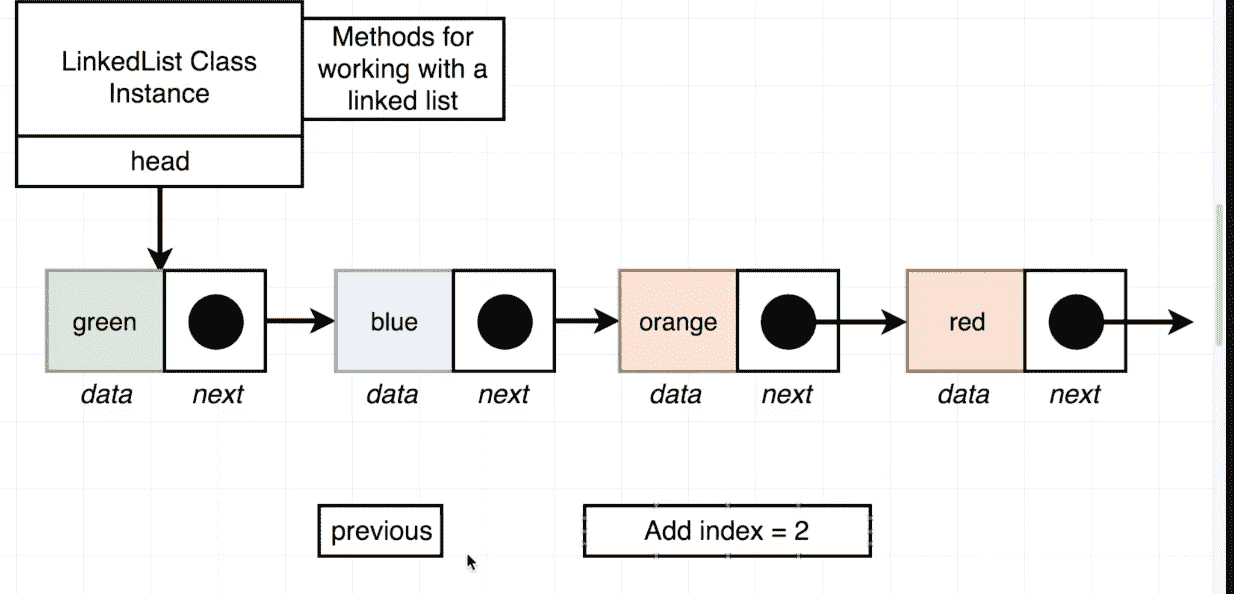 LinkedList Class
Instance
Methods for
working with a
linked list
head
green
blue
orange
red
data
next
data
next
data
next
data
next
previous
Add index = 2